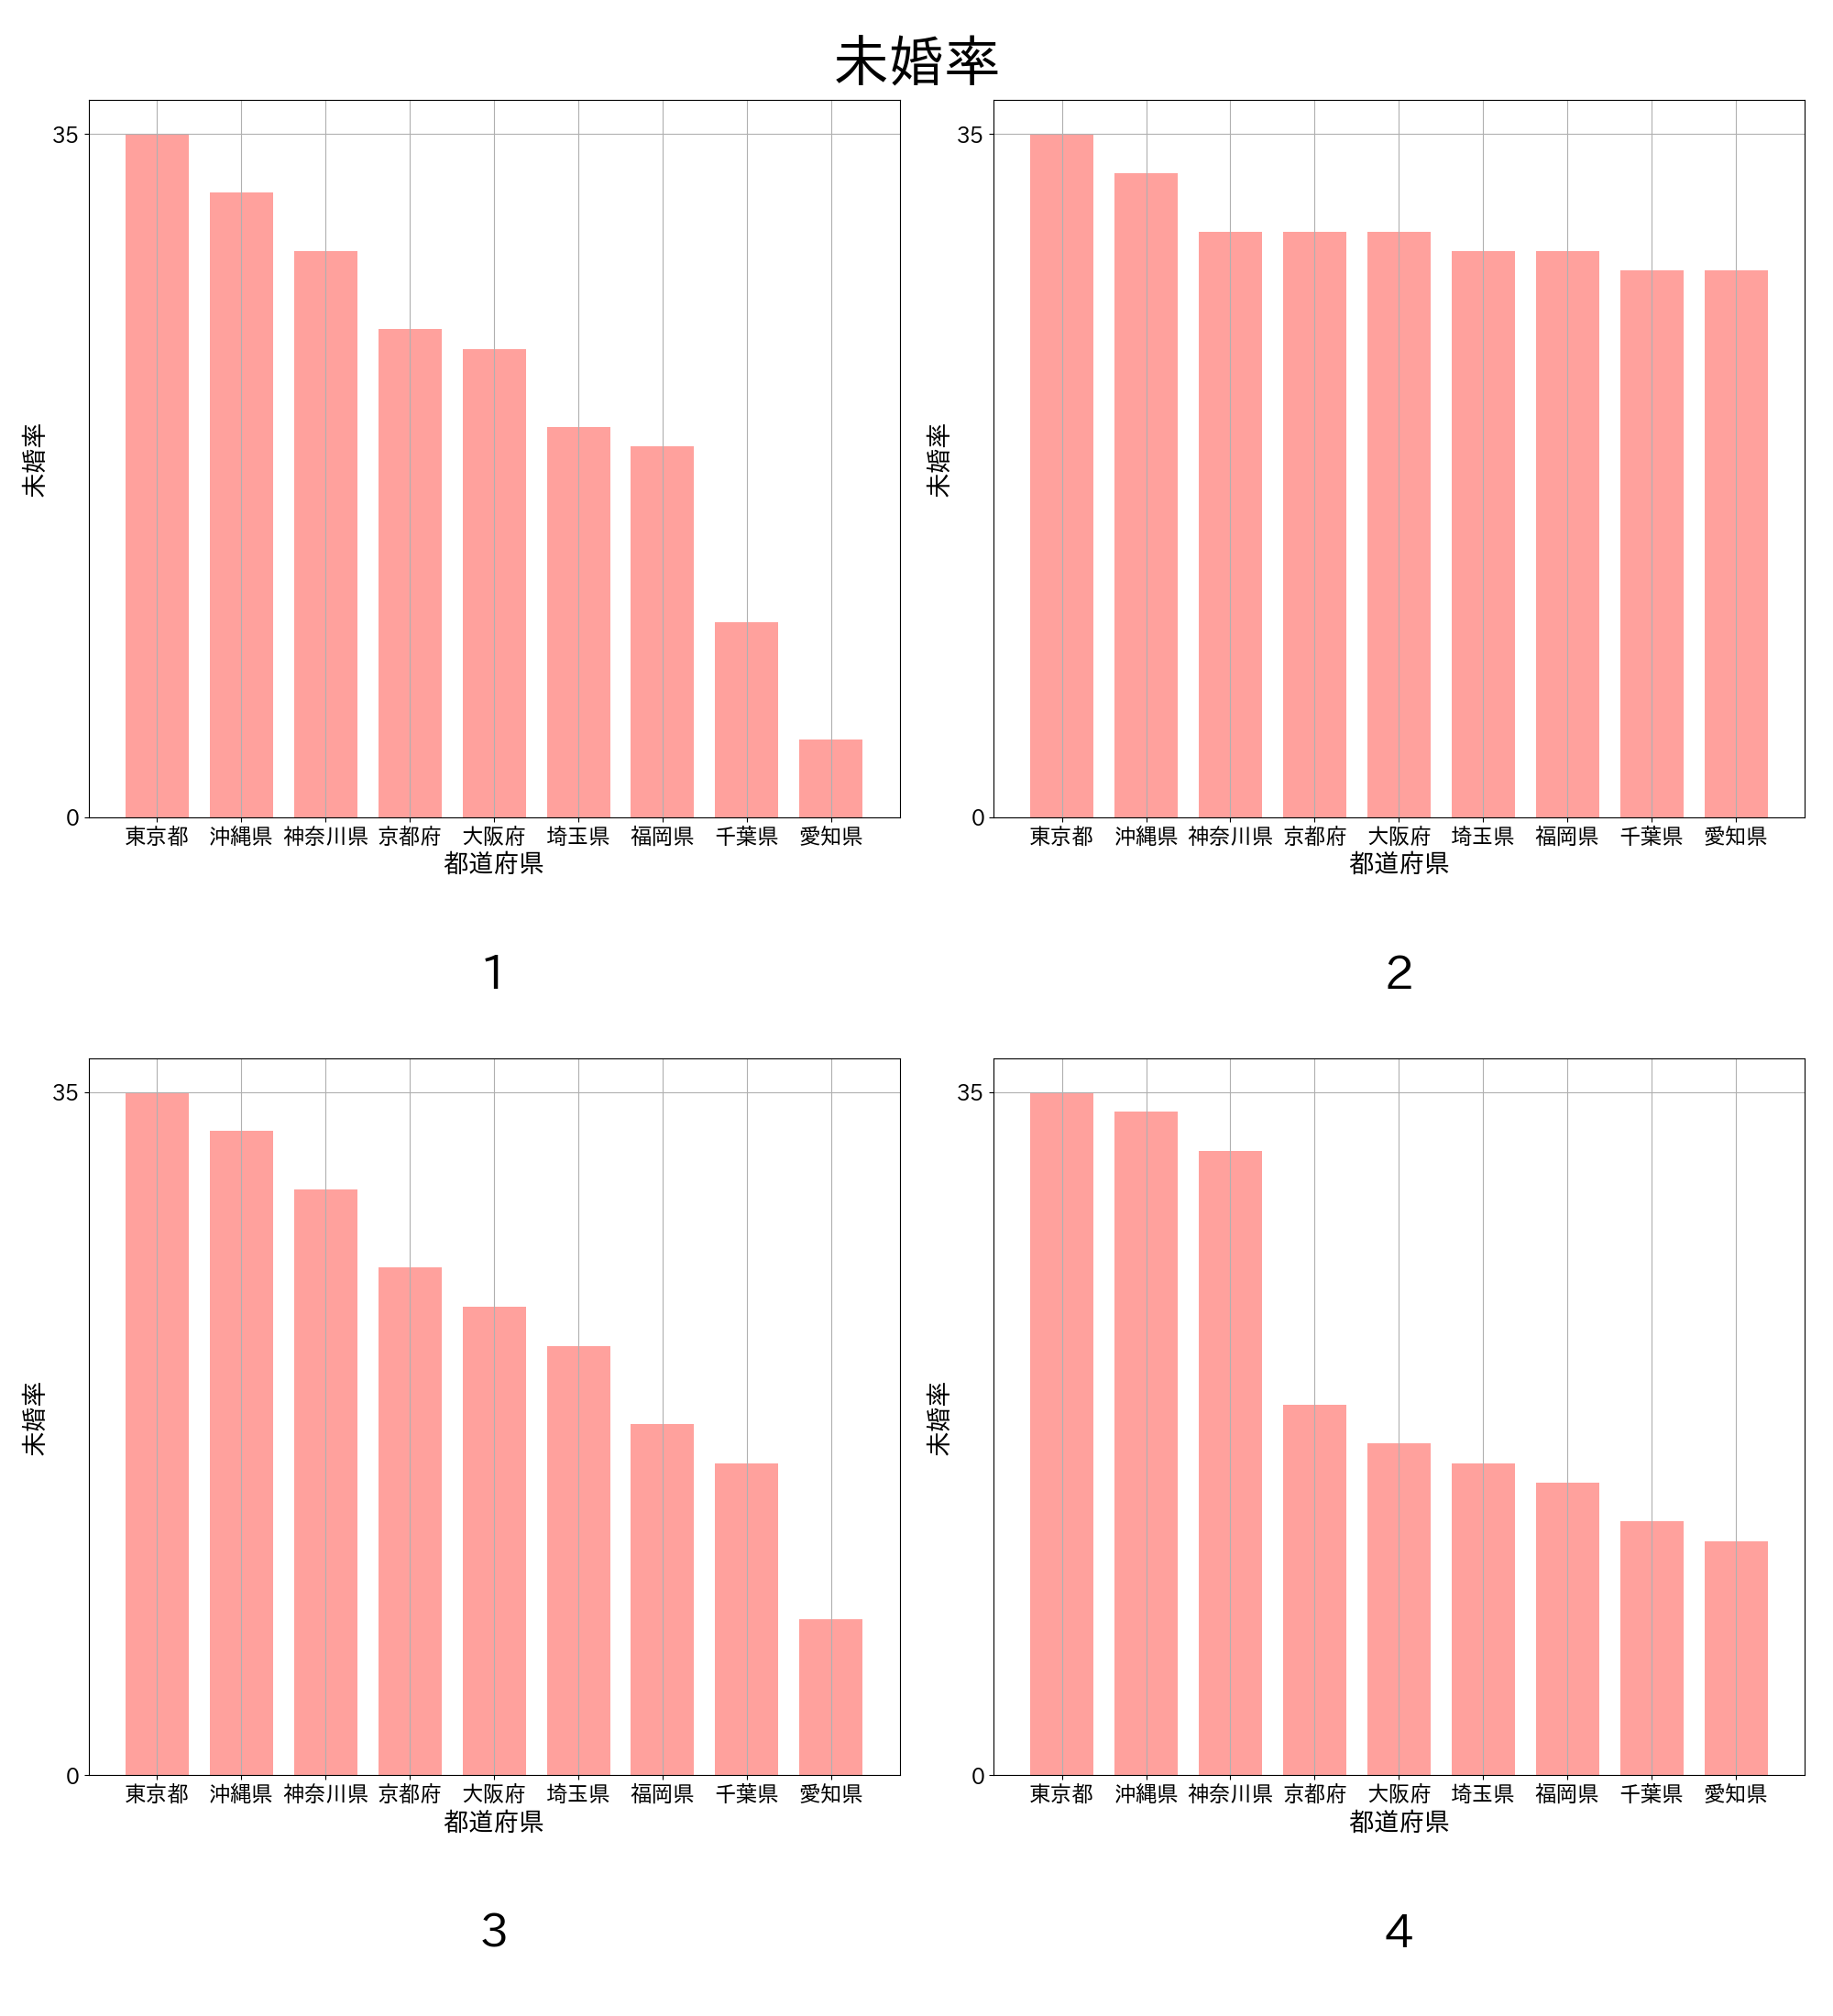 未婚率
35
0
未婚率
東京都 沖縄県 神奈川県 京都府 大阪府 埼玉県 福岡県 千葉県 愛知県
都道府県
1
35
0
未婚率
東京都 沖縄県 神奈川県 京都府 大阪府 埼玉県 福岡県 千葉県 愛知県
都道府県
2
35
0
未婚率
東京都 沖縄県 神奈川県 京都府 大阪府 埼玉県 福岡県 千葉県 愛知県
都道府県
3
35
0
未婚率
東京都 沖縄県 神奈川県 京都府 大阪府 埼玉県 福岡県 千葉県 愛知県
都道府県
4